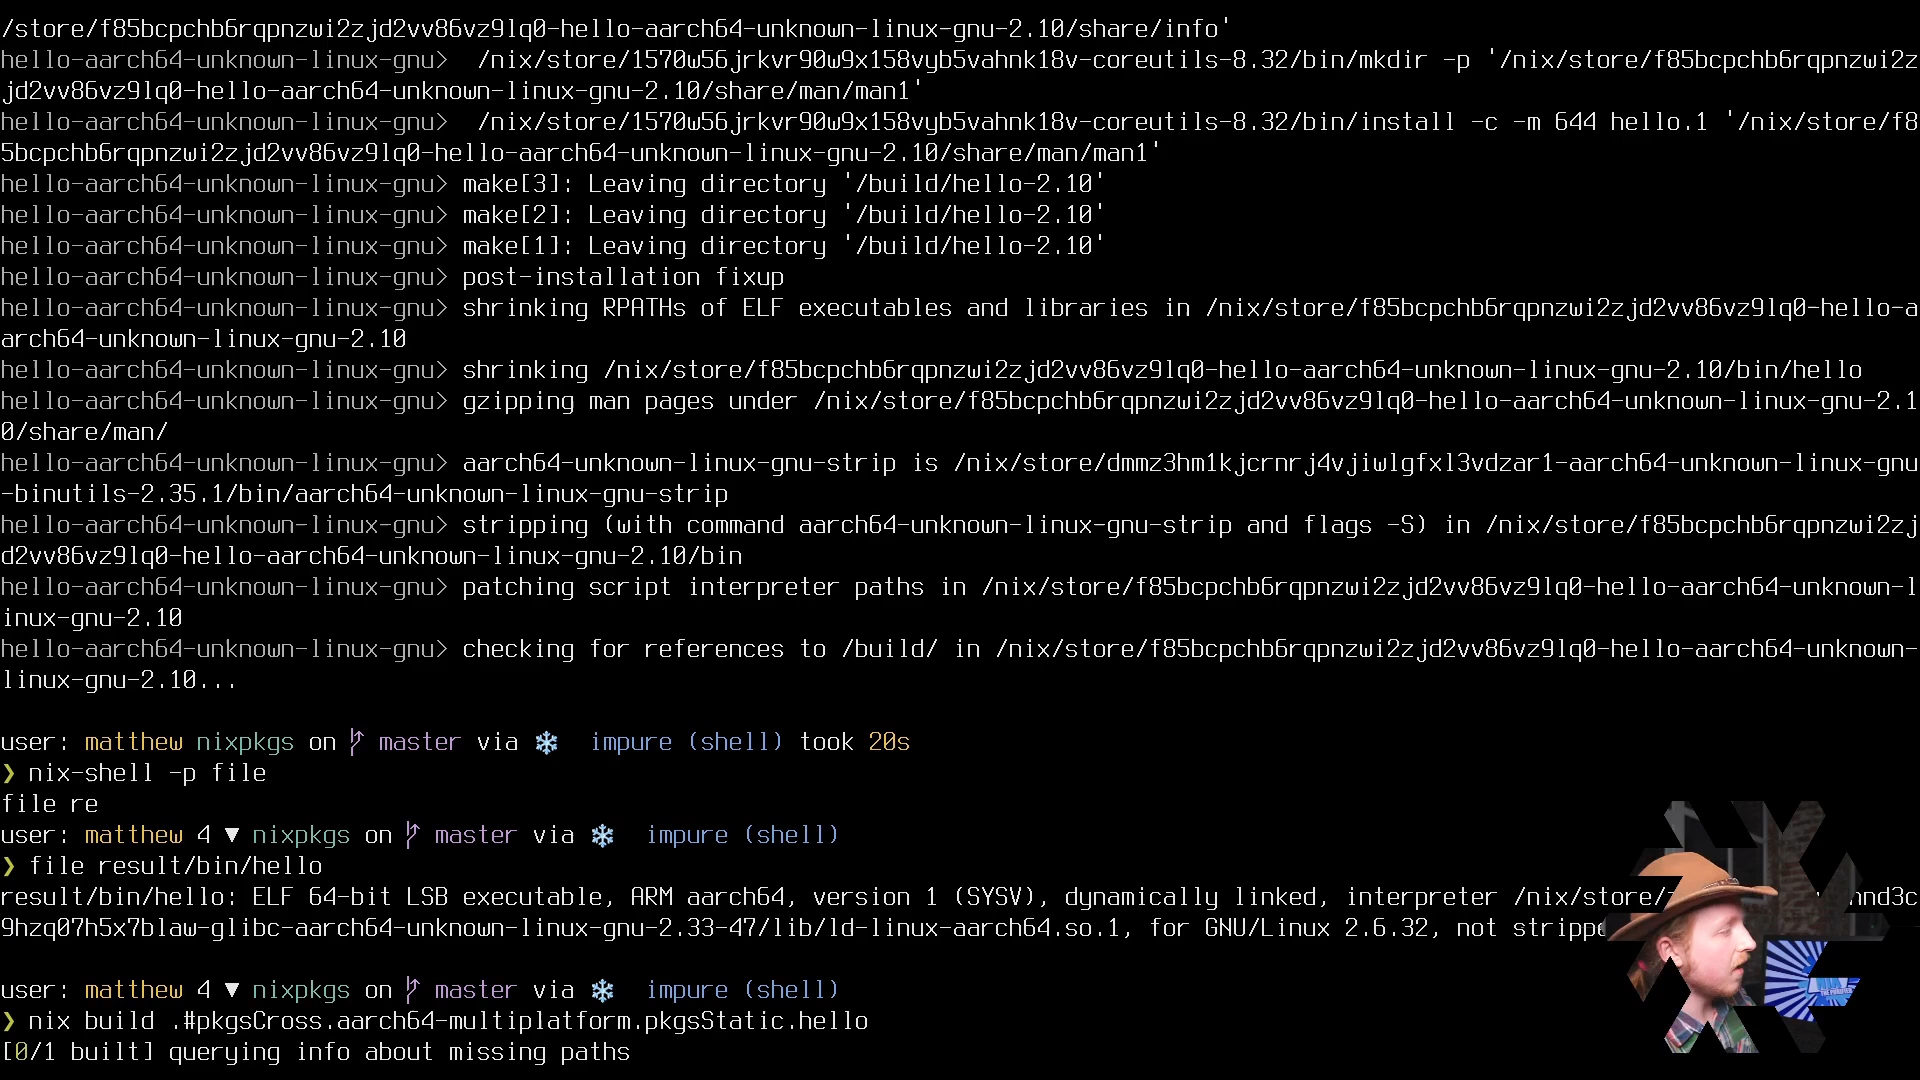 /store/f85bcpchb6rqpnzwi2zjd2vv86vz9lq0-hello-aarch64-unknown-linux-gnu-2.10/share/info'
hello-aarch64-unknown-linux-gnu>  /nix/store/1570w56jrkvr90w9x158vyb5vahnk18v-coreutils-8.32/bin/mkdir -p '/nix/store/f85bcpchb6rqpnzwi2z
jd2vv86vz9lq0-hello-aarch64-unknown-linux-gnu-2.10/share/man/man1'
hello-aarch64-unknown-linux-gnu>  /nix/store/1570w56jrkvr90w9x158vyb5vahnk18v-coreutils-8.32/bin/install -c -m 644 hello.1 '/nix/store/f8
5bcpchb6rqpnzwi2zjd2vv86vz9lq0-hello-aarch64-unknown-linux-gnu-2.10/share/man/man1'
hello-aarch64-unknown-linux-gnu> make[3]: Leaving directory '/build/hello-2.10'
hello-aarch64-unknown-linux-gnu> make[2]: Leaving directory '/build/hello-2.10'
hello-aarch64-unknown-linux-gnu> make[1]: Leaving directory '/build/hello-2.10'
hello-aarch64-unknown-linux-gnu> post-installation fixup
hello-aarch64-unknown-linux-gnu> shrinking RPATHs of ELF executables and libraries in /nix/store/f85bcpchb6rqpnzwi2zjd2vv86vz9lq0-hello-a
arch64-unknown-linux-gnu-2.10
hello-aarch64-unknown-linux-gnu> shrinking /nix/store/f85bcpchb6rqpnzwi2zjd2vv86vz9lq0-hello-aarch64-unknown-linux-gnu-2.10/bin/hello
hello-aarch64-unknown-linux-gnu> gzipping man pages under /nix/store/f85bcpchb6rqpnzwi2zjd2vv86vz9lq0-hello-aarch64-unknown-linux-gnu-2.1
0/share/man/
hello-aarch64-unknown-linux-gnu> aarch64-unknown-linux-gnu-strip is /nix/store/dmmz3hm1kjcrnrj4vjiwlgfxl3vdzar1-aarch64-unknown-linux-gnu
-binutils-2.35.1/bin/aarch64-unknown-linux-gnu-strip
hello-aarch64-unknown-linux-gnu> stripping (with command aarch64-unknown-linux-gnu-strip and flags -S) in /nix/store/f85bcpchb6rqpnzwi2zj
d2vv86vz9lq0-hello-aarch64-unknown-linux-gnu-2.10/bin
hello-aarch64-unknown-linux-gnu> patching script interpreter paths in /nix/store/f85bcpchb6rqpnzwi2zjd2vv86vz9lq0-hello-aarch64-unknown-l
inux-gnu-2.10
hello-aarch64-unknown-linux-gnu> checking for references to /build/ in /nix/store/f85bcpchb6rqpnzwi2zjd2vv86vz9lq0-hello-aarch64-unknown-
linux-gnu-2.10...
user: matthew nixpkgs on master via ❄ impure (shell) took 20s
❯ nix-shell -p file
file re
user: matthew 4 ▼ nixpkgs on master via ❄ impure (shell)
❯ file result/bin/hello
result/bin/hello: ELF 64-bit LSB executable, ARM aarch64, version 1 (SYSV), dynamically linked, interpreter /nix/store/
9hzq07h5x7blaw-glibc-aarch64-unknown-linux-gnu-2.33-47/lib/ld-linux-aarch64.so.1, for GNU/Linux 2.6.32, not strippe
user: matthew 4 ▼ nixpkgs on master via ❄ impure (shell)
❯ nix build .#pkgsCross.aarch64-multiplatform.pkgsStatic.hello
[0/1 built] querying info about missing paths